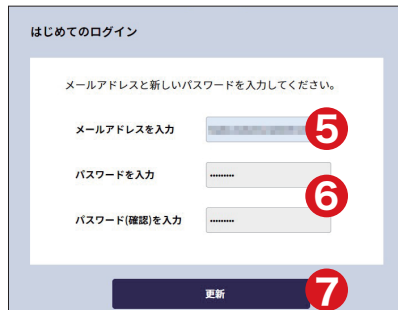 はじめてのログイン
メールアドレスと新しいパスワードを入力してください。
メールアドレスを入力
5
パスワードを入力
6
パスワード(確認)を入力
更新
7